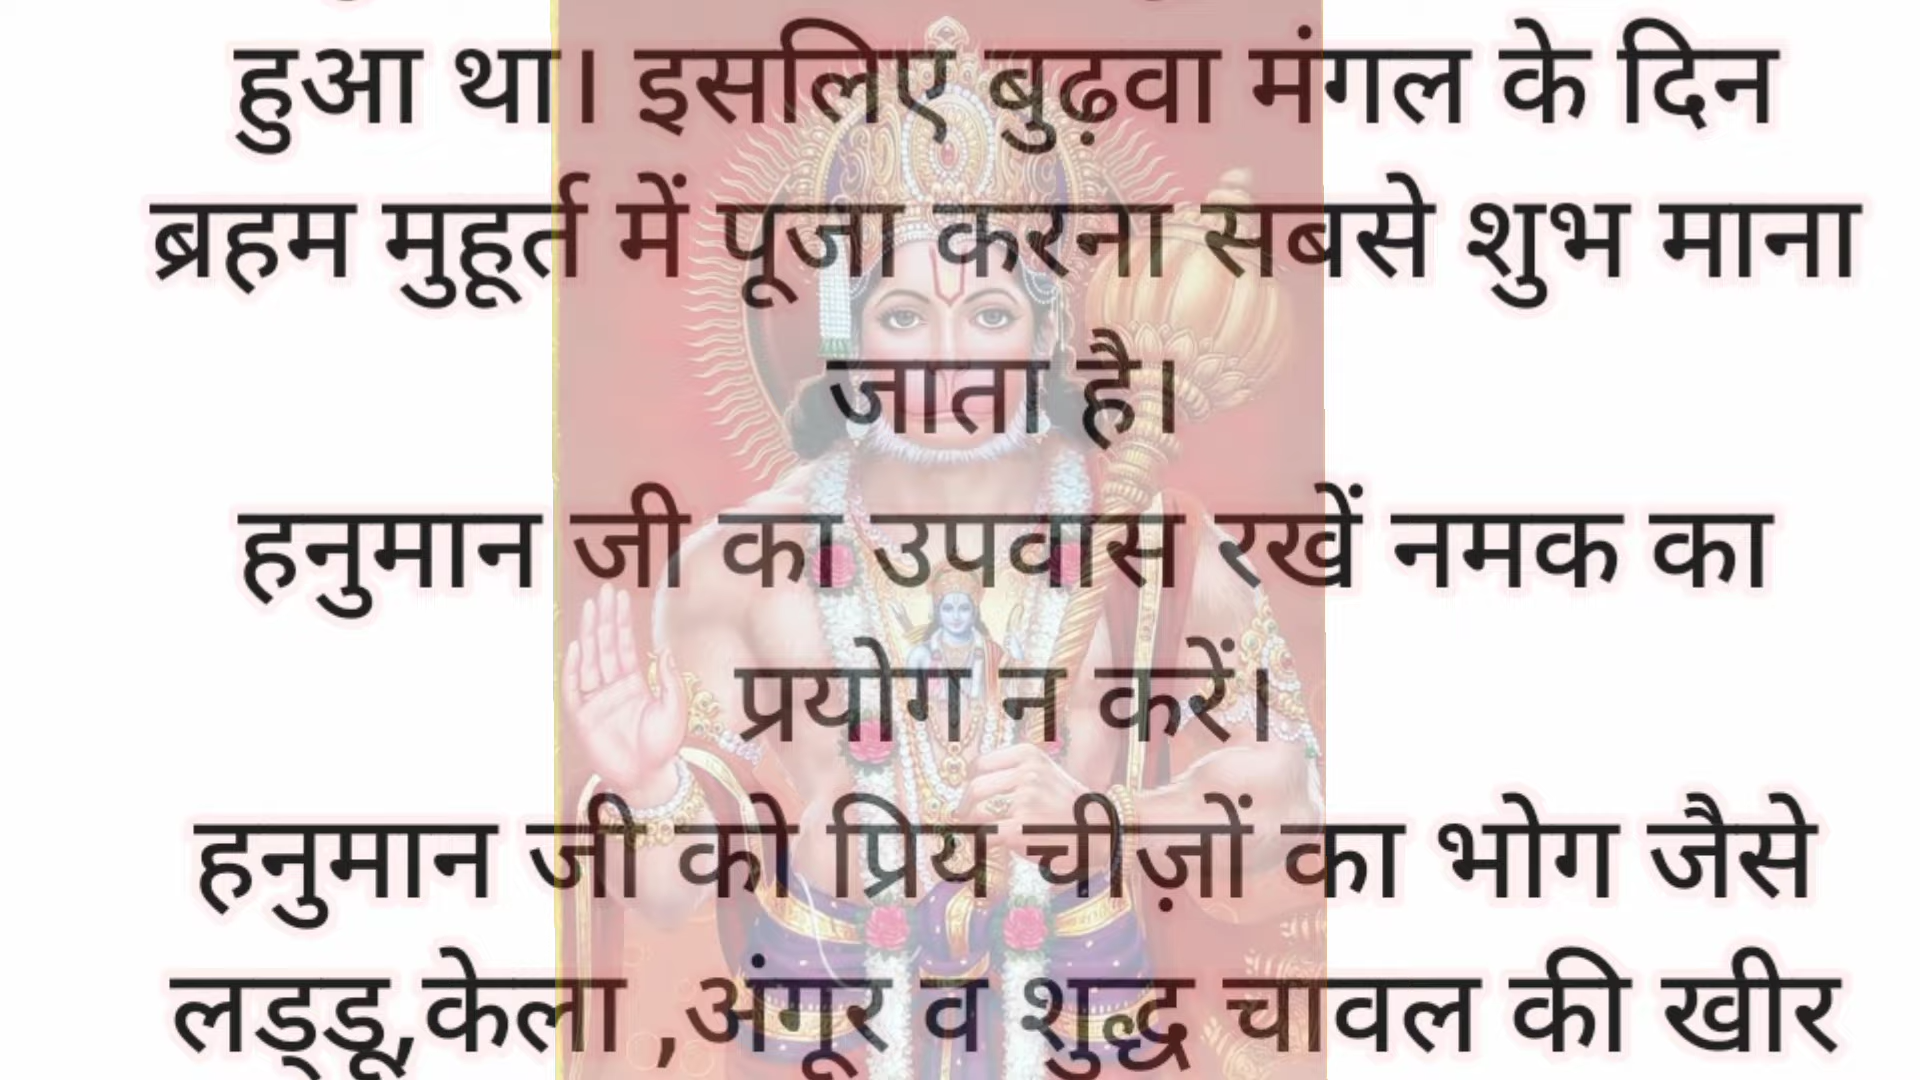 हुआ था। इसलिए बुढ़वा मंगल के दिन
ब्रहम मुहूर्त में पूजा करना सबसे शुभ माना
जाता है।
हनुमान जी का उपवास रखें नमक का
प्रयोग न करें।
हनुमान जी को प्रिय चीज़ों का भोग जैसे
लड्डू,केला ,अंगूर व शुद्ध चावल की खीर